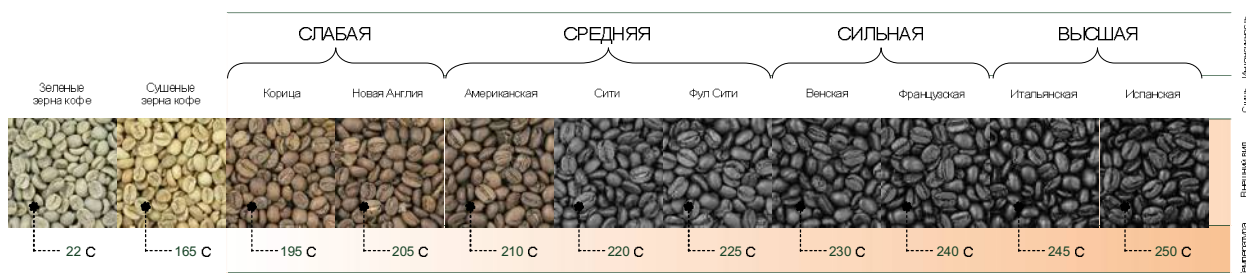 СЛАБАЯ СРЕДНЯЯ СИЛЬНАЯ ВЫСШАЯ
Зеленые зерна кофе
Сушеные зерна кофе
Корица Новая Англия Американская Сити Фул Сити Венская Французская Итальянская Испанская
22 C 165 C 195 C 205 C 210 C 220 C 225 C 230 C 240 C 245 C 250 C
Внешний вид